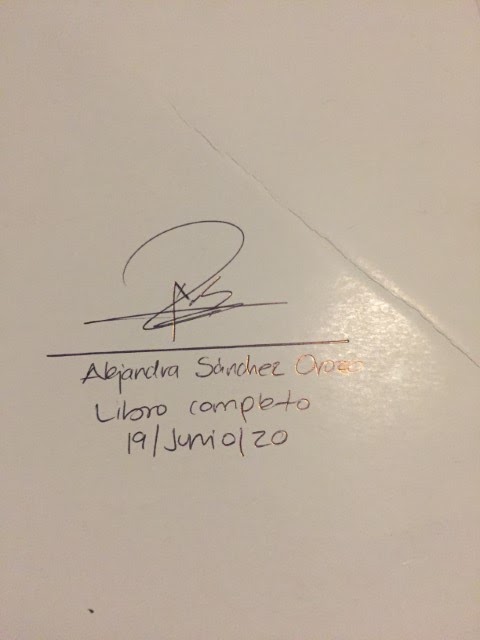 Alejandra Sánchez Orozco
Libro completo
19/Junio/20